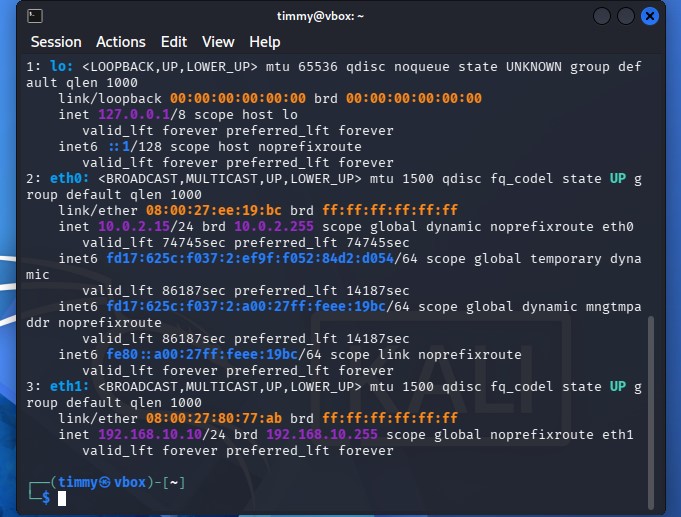 timmy@vbox: ~
Session Actions Edit View Help
1: lo: <LOOPBACK,UP,LOWER_UP> mtu 65536 qdisc noqueue state UNKNOWN group def
ault qlen 1000
link/loopback 00:00:00:00:00:00 brd 00:00:00:00:00:00
inet 127.0.0.1/8 scope host lo
valid_lft forever preferred_lft forever
inet6 ::1/128 scope host noprefixroute
valid_lft forever preferred_lft forever
2: eth0: <BROADCAST,MULTICAST,UP,LOWER_UP> mtu 1500 qdisc fq_codel state UP g
roup default qlen 1000
link/ether 08:00:27:ee:19:bc brd ff:ff:ff:ff:ff:ff
inet 10.0.2.15/24 brd 10.0.2.255 scope global dynamic noprefixroute eth0
valid_lft 74745sec preferred_lft 74745sec
inet6 fd17:625c:f037:2:ef9f:f052:84d2:d054/64 scope global temporary dyna
mic
valid_lft 86187sec preferred_lft 14187sec
inet6 fd17:625c:f037:2:a00:27ff:feee:19bc/64 scope global dynamic mngtmpa
ddr noprefixroute
valid_lft 86187sec preferred_lft 14187sec
inet6 fe80::a00:27ff:feee:19bc/64 scope link noprefixroute
valid_lft forever preferred_lft forever
3: eth1: <BROADCAST,MULTICAST,UP,LOWER_UP> mtu 1500 qdisc fq_codel state UP g
roup default qlen 1000
link/ether 08:00:27:80:77:ab brd ff:ff:ff:ff:ff:ff
inet 192.168.10.10/24 brd 192.168.10.255 scope global noprefixroute eth1
valid_lft forever preferred_lft forever
KALI
┌──(timmy㉿vbox)-[~]
└─$